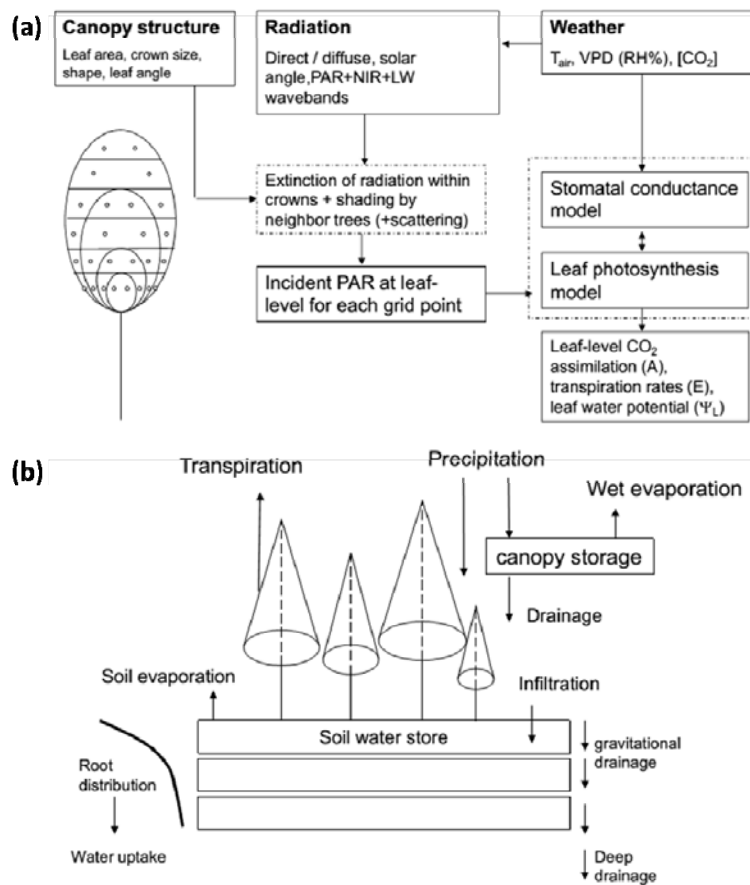 (a)
Canopy structure
Leaf area, crown size,
shape, leaf angle
Radiation
Direct / diffuse, solar
angle,PAR+NIR+LW
wavebands
Weather
Tair, VPD (RH%), [CO2]
Extinction of radiation within
crowns + shading by
neighbor trees (+scattering)
Stomatal conductance
model
Incident PAR at leaf-
level for each grid point
Leaf photosynthesis
model
Leaf-level CO2
assimilation (A),
transpiration rates (E),
leaf water potential (ΨL)
(b)
Transpiration
Precipitation
Wet evaporation
canopy storage
Drainage
Soil evaporation
Infiltration
Soil water store
gravitational
drainage
Root
distribution
Water uptake
Deep
drainage